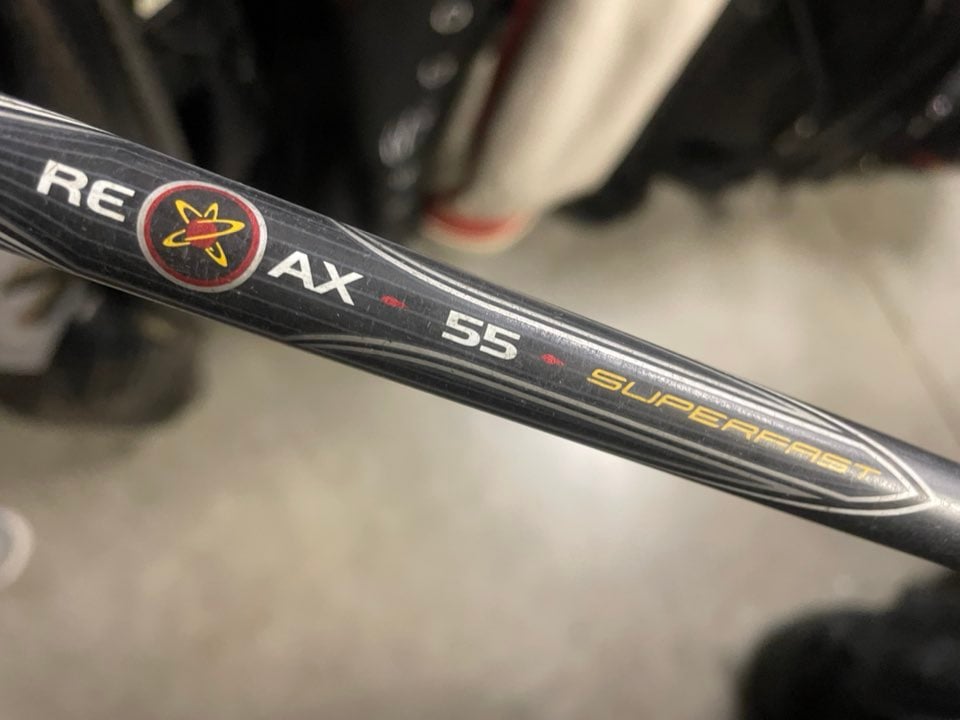 RE AX 55 SUPERFAST